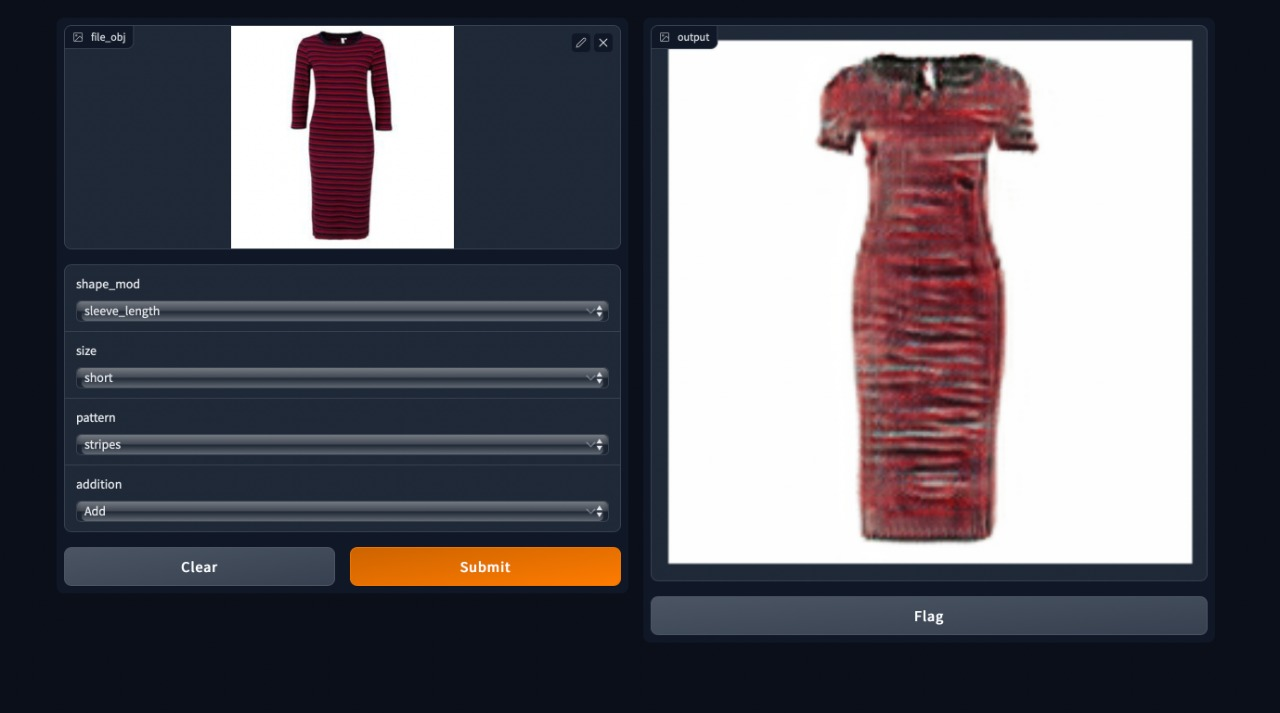 file_obj
shape_mod
sleeve_length
size
short
pattern
stripes
addition
Add
Clear
Submit
output
Flag